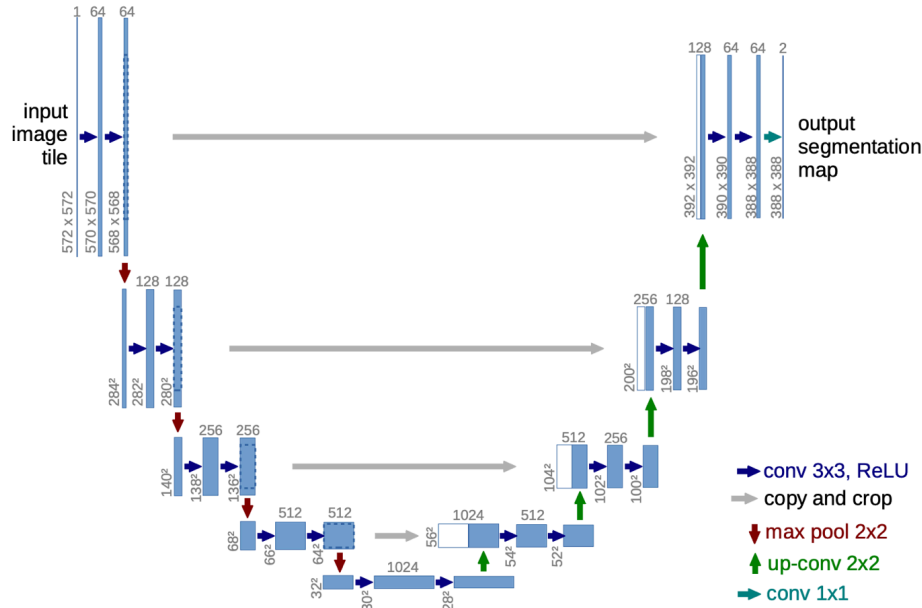 1 64 64
input
image
tile
572 x 572
570 x 570
568 x 568
128 64 64 2
output
segmentation
map
392 x 392
390 x 390
388 x 388
388 x 388
128 128
284²
282²
280²
256 128
200²
198²
196²
256 256
140²
138²
136²
512 256
104²
102²
100²
512 512
68²
66²
64²
1024 512
56²
54²
52²
1024
32²
30²
28²
conv 3x3, ReLU
copy and crop
max pool 2x2
up-conv 2x2
conv 1x1